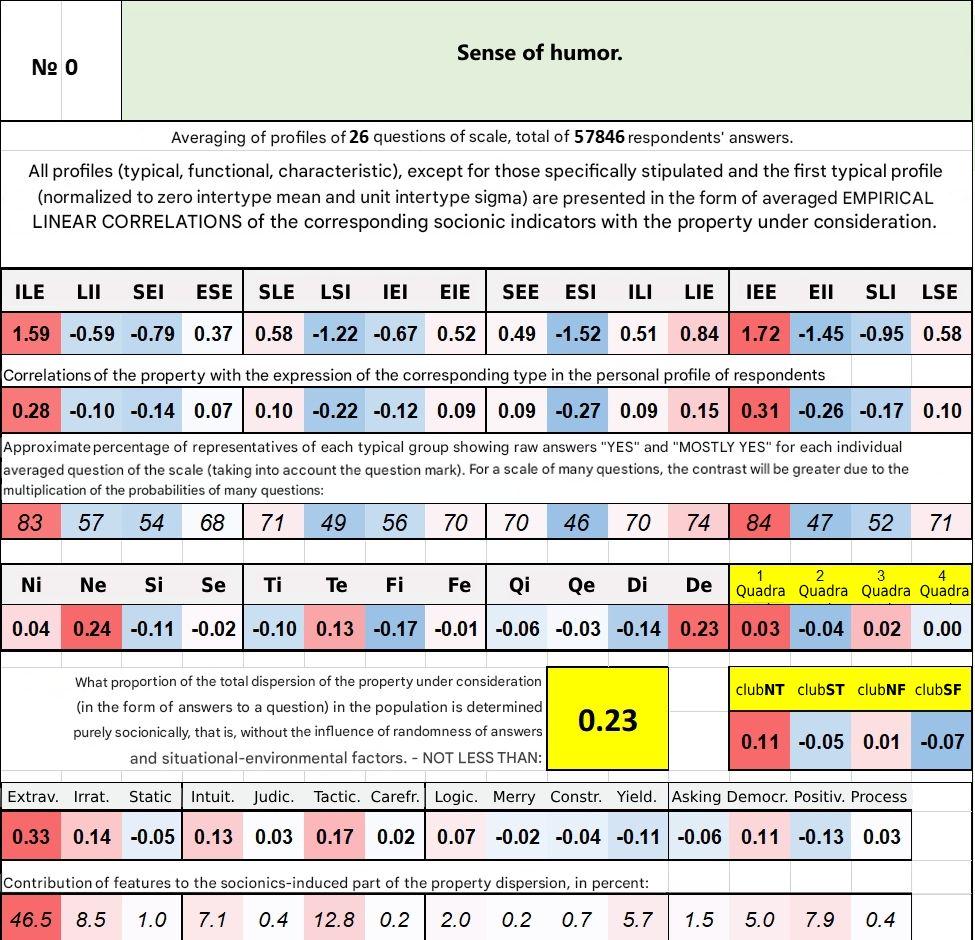 № 0
Sense of humor.
Averaging of profiles of 26 questions of scale, total of 57846 respondents' answers.
All profiles (typical, functional, characteristic), except for those specifically stipulated and the first typical profile
(normalized to zero intertype mean and unit intertype sigma) are presented in the form of averaged EMPIRICAL
LINEAR CORRELATIONS of the corresponding socionic indicators with the property under consideration.
ILE LII SEI ESE SLE LSI IEI EIE SEE ESI ILI LIE IEE EII SLI LSE
1.59 -0.59 -0.79 0.37 0.58 -1.22 -0.67 0.52 0.49 -1.52 0.51 0.84 1.72 -1.45 -0.95 0.58
Correlations of the property with the expression of the corresponding type in the personal profile of respondents
0.28 -0.10 -0.14 0.07 0.10 -0.22 -0.12 0.09 0.09 -0.27 0.09 0.15 0.31 -0.26 -0.17 0.10
Approximate percentage of representatives of each typical group showing raw answers "YES" and "MOSTLY YES" for each individual
averaged question of the scale (taking into account the question mark). For a scale of many questions, the contrast will be greater due to the
multiplication of the probabilities of many questions:
83 57 54 68 71 49 56 70 70 46 70 74 84 47 52 71
Ni Ne Si Se Ti Te Fi Fe Qi Qe Di De 1 Quadra 2 Quadra 3 Quadra 4 Quadra
0.04 0.24 -0.11 -0.02 -0.10 0.13 -0.17 -0.01 -0.06 -0.03 -0.14 0.23 0.03 -0.04 0.02 0.00
What proportion of the total dispersion of the property under consideration
(in the form of answers to a question) in the population is determined
purely socionically, that is, without the influence of randomness of answers
and situational-environmental factors. - NOT LESS THAN:
0.23
clubNT clubST clubNF clubSF
0.11 -0.05 0.01 -0.07
Extrav. Irrat. Static Intuit. Judic. Tactic. Carefr. Logic. Merry Constr. Yield. Asking Democr. Positiv. Process
0.33 0.14 -0.05 0.13 0.03 0.17 0.02 0.07 -0.02 -0.04 -0.11 -0.06 0.11 -0.13 0.03
Contribution of features to the socionics-induced part of the property dispersion, in percent:
46.5 8.5 1.0 7.1 0.4 12.8 0.2 2.0 0.2 0.7 5.7 1.5 5.0 7.9 0.4